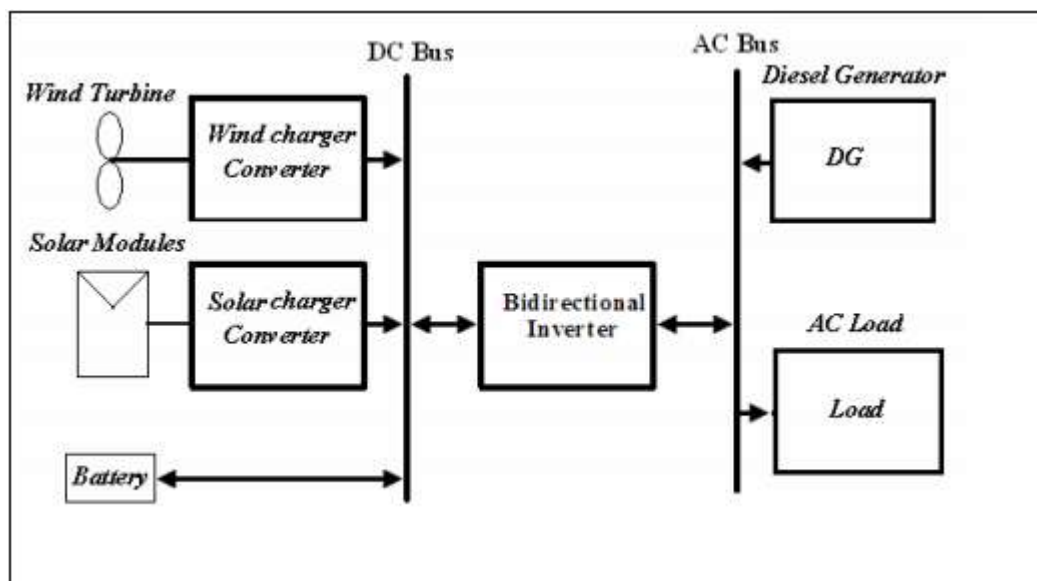 DC Bus
AC Bus
Wind Turbine
Diesel Generator
Wind charger
Converter
DG
Solar Modules
Solar charger
Converter
Bidirectional
Inverter
AC Load
Load
Battery